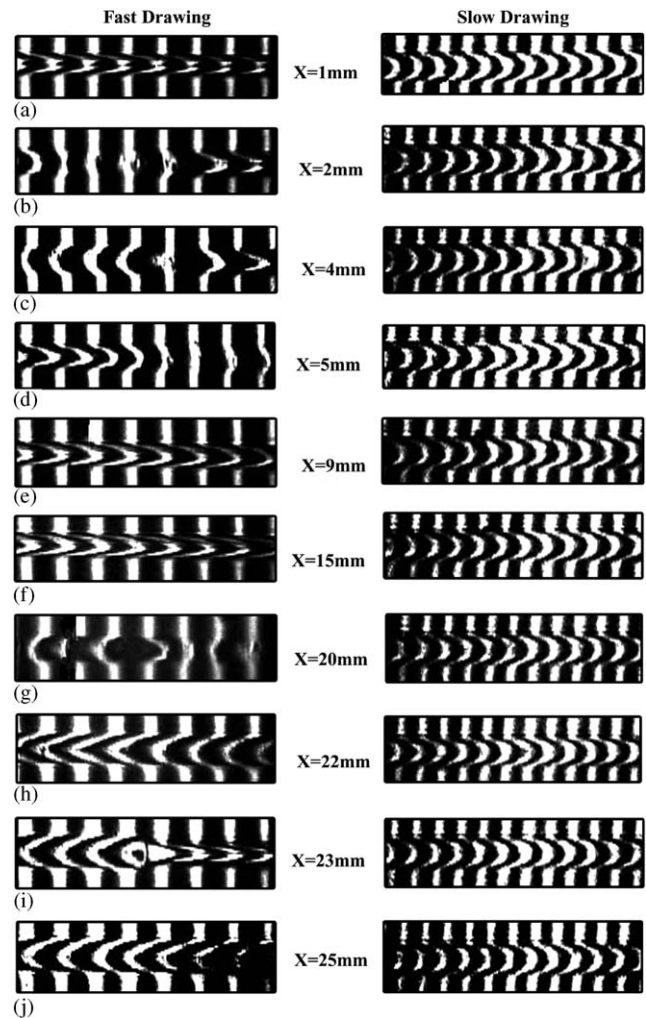 Fast Drawing Slow Drawing
X=1mm
(a)
X=2mm
(b)
X=4mm
(c)
X=5mm
(d)
X=9mm
(e)
X=15mm
(f)
X=20mm
(g)
X=22mm
(h)
X=23mm
(i)
X=25mm
(j)